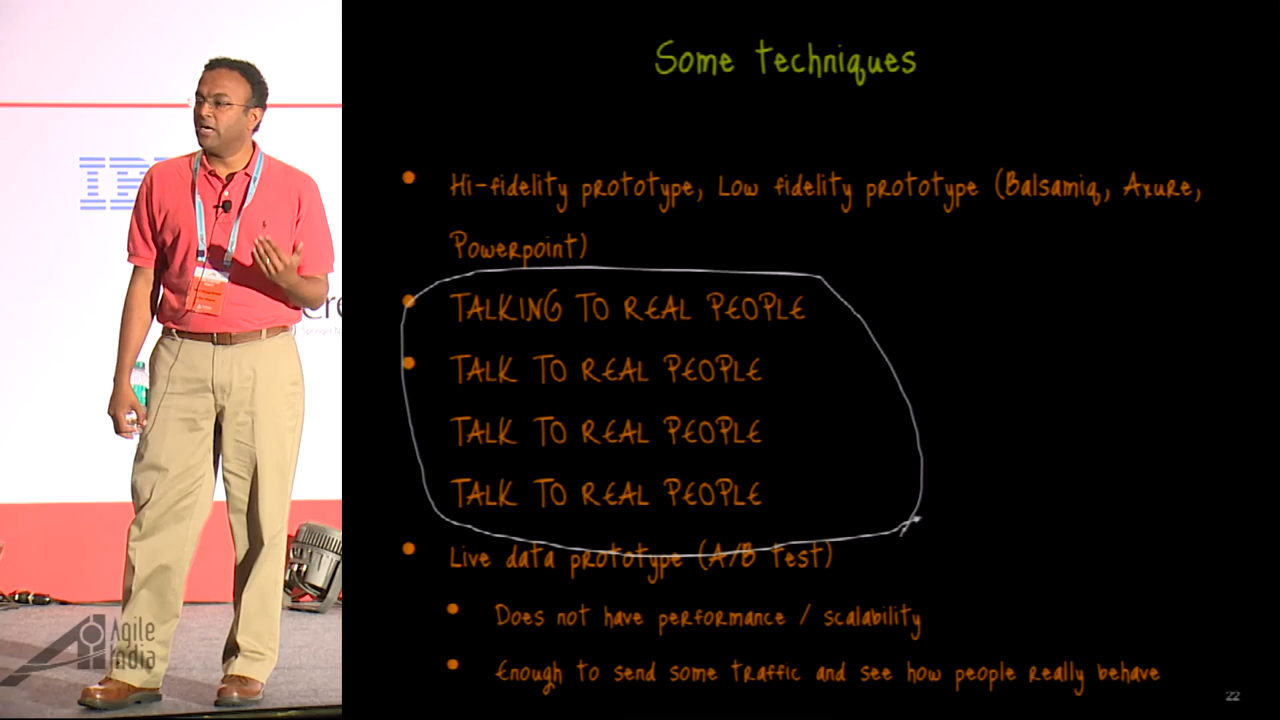 Some techniques
Hi-fidelity prototype, Low fidelity prototype (Balsamiq, Axure,
Powerpoint)
TALKING TO REAL PEOPLE
TALK TO REAL PEOPLE
TALK TO REAL PEOPLE
TALK TO REAL PEOPLE
Live data prototype (A/B test)
Does not have performance / scalability
Enough to send some traffic and see how people really behave
22
IB
Agile
India